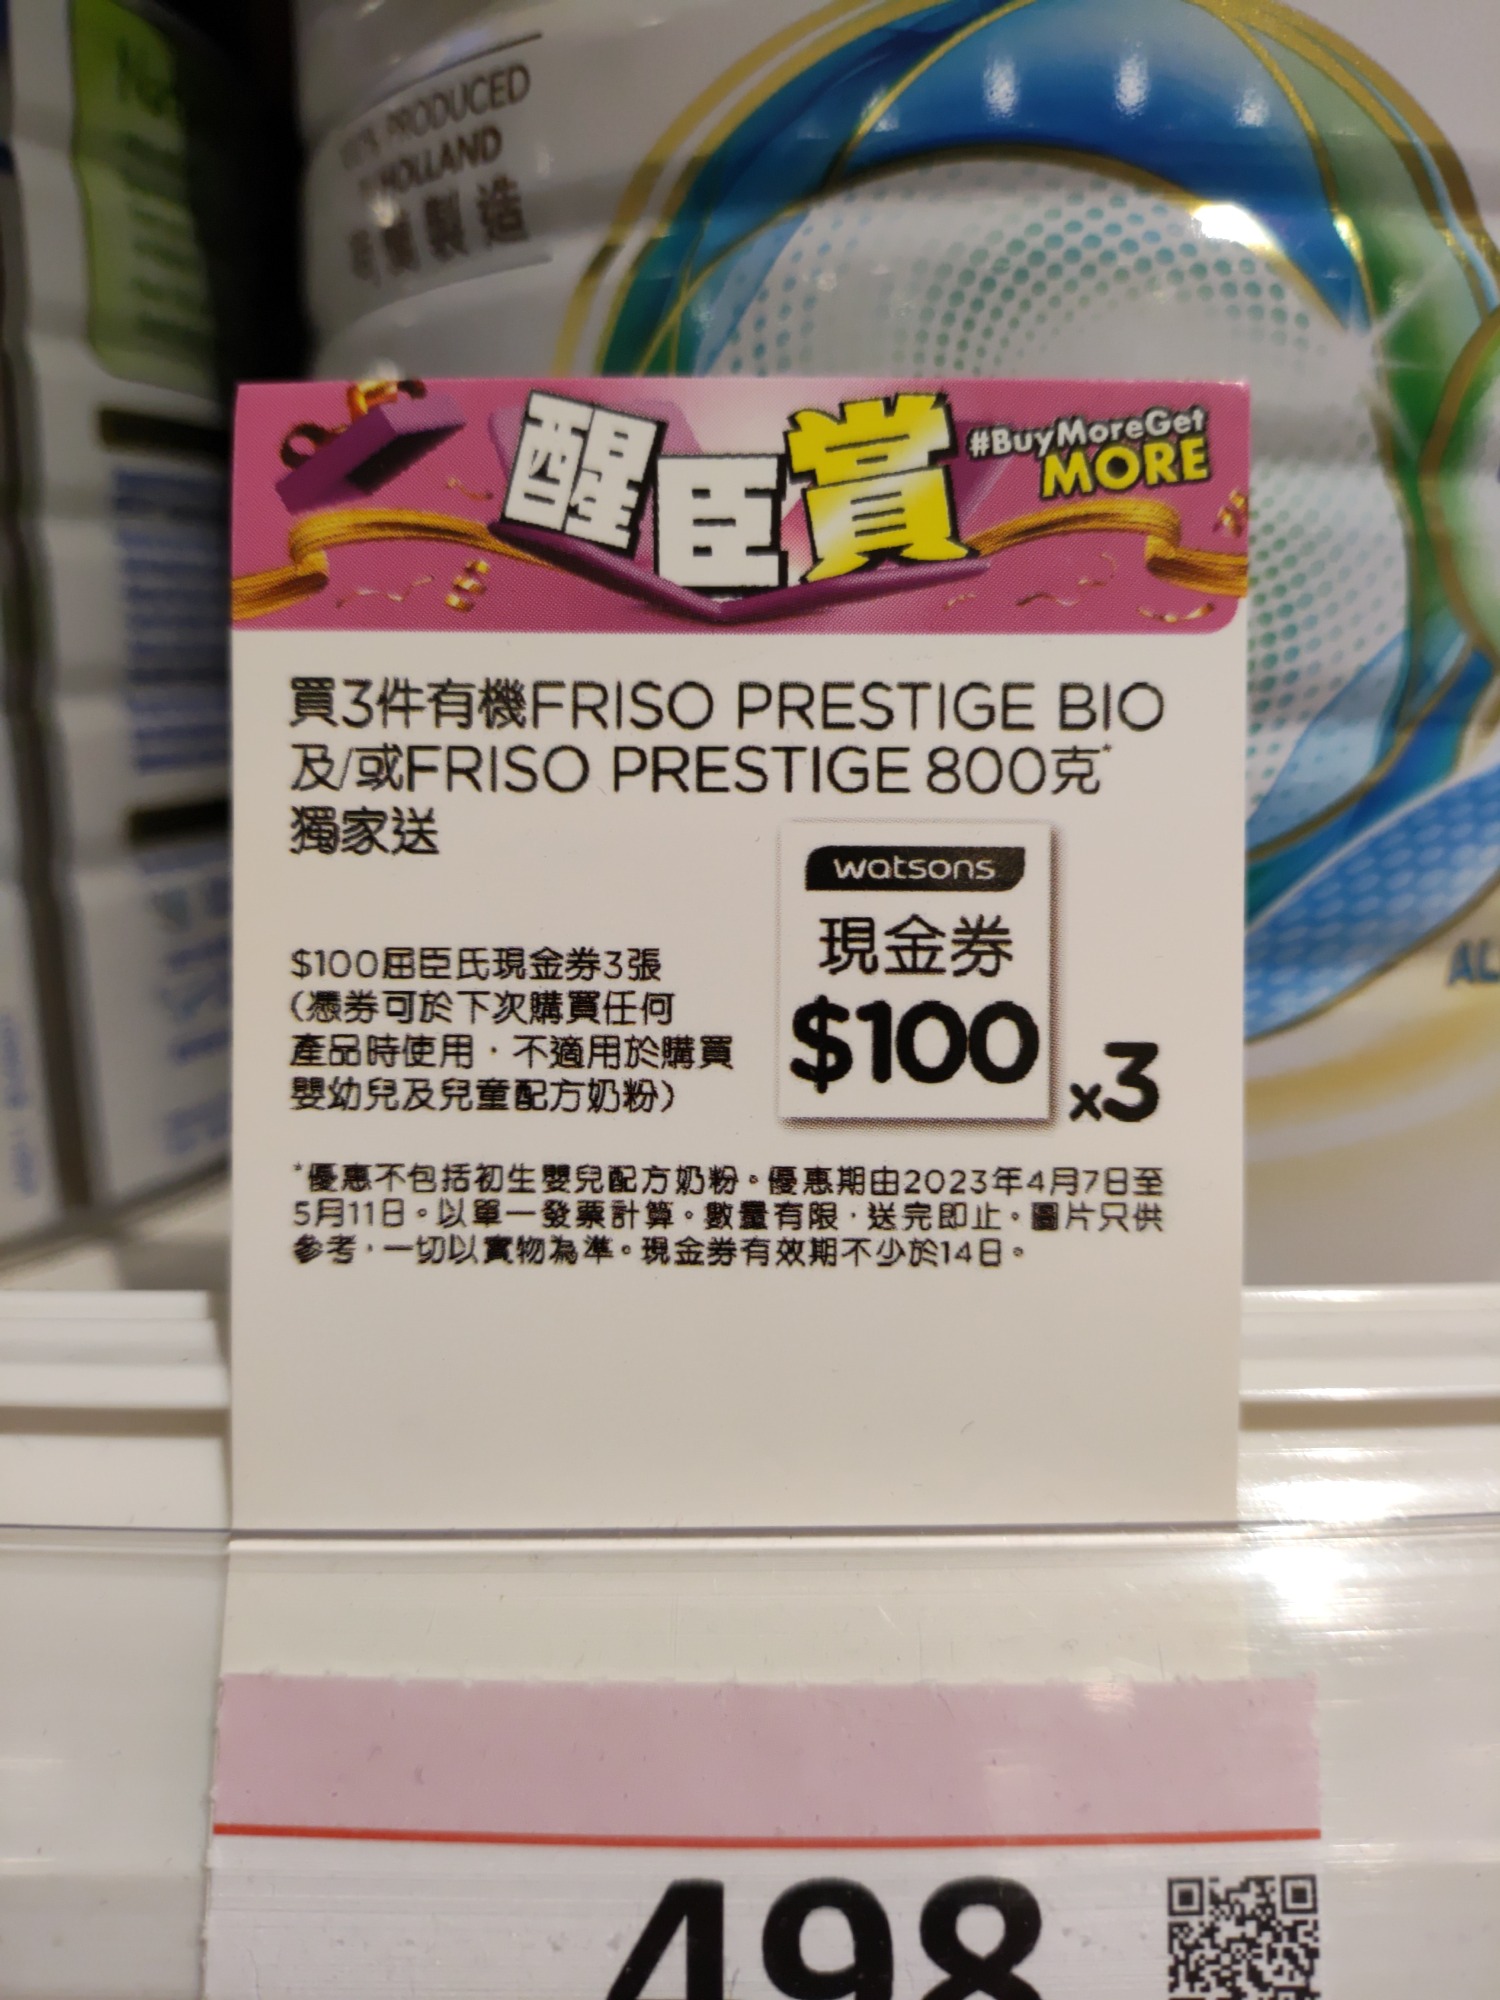 PRODUCED
HOLLAND
製造
醒臣賞
#BuyMoreGet
MORE
買3件有機FRISO PRESTIGE BIO
及/或FRISO PRESTIGE 800克*
獨家送
watsons
現金券
$100
x3
$100屈臣氏現金券3張
(憑券可於下次購買任何
產品時使用，不適用於購買
嬰幼兒及兒童配方奶粉)
*優惠不包括初生嬰兒配方奶粉。優惠期由2023年4月7日至
5月11日。以單一發票計算。數量有限，送完即止。圖片只供
參考，一切以實物為準。現金券有效期不少於14日。
498